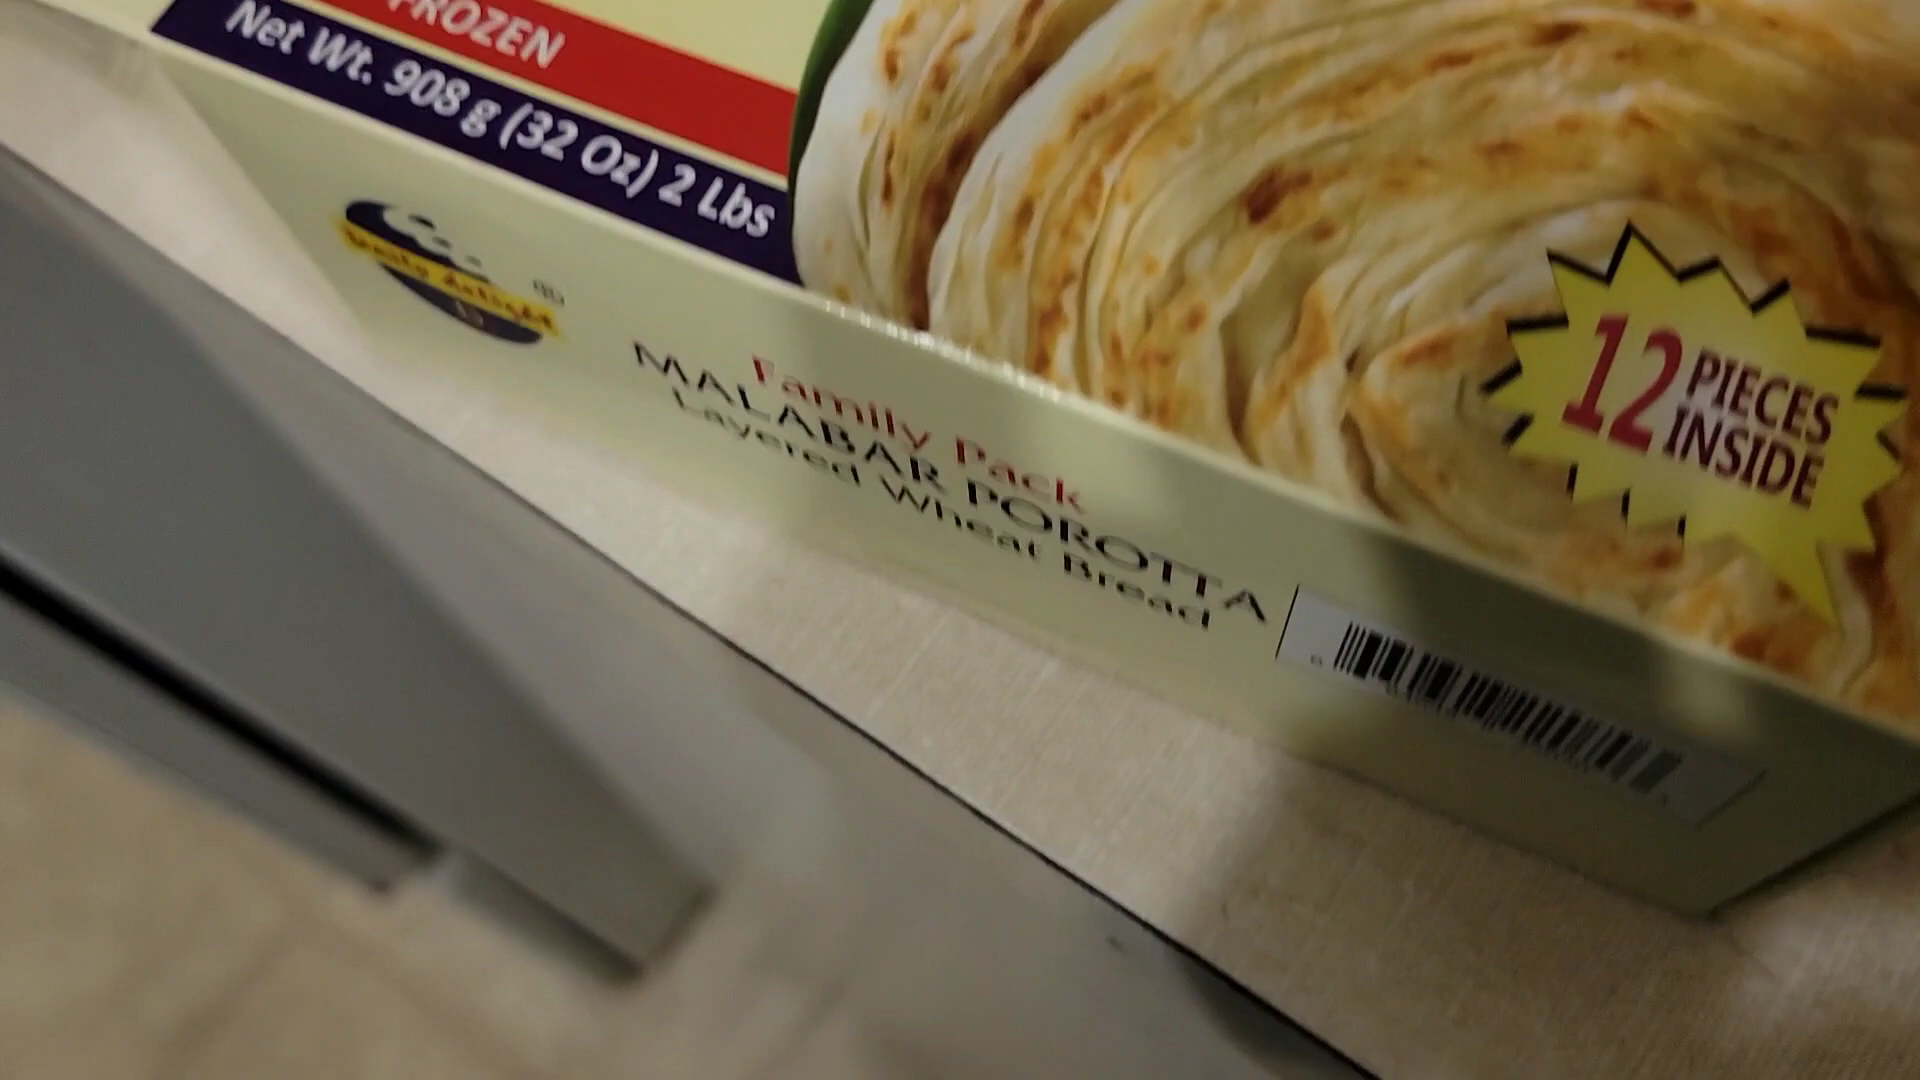 FROZEN
Net Wt. 908 g (32 Oz) 2 Lbs
12 PIECES
INSIDE
Family Pack
MALABAR POROTTA
Layered Wheat Bread